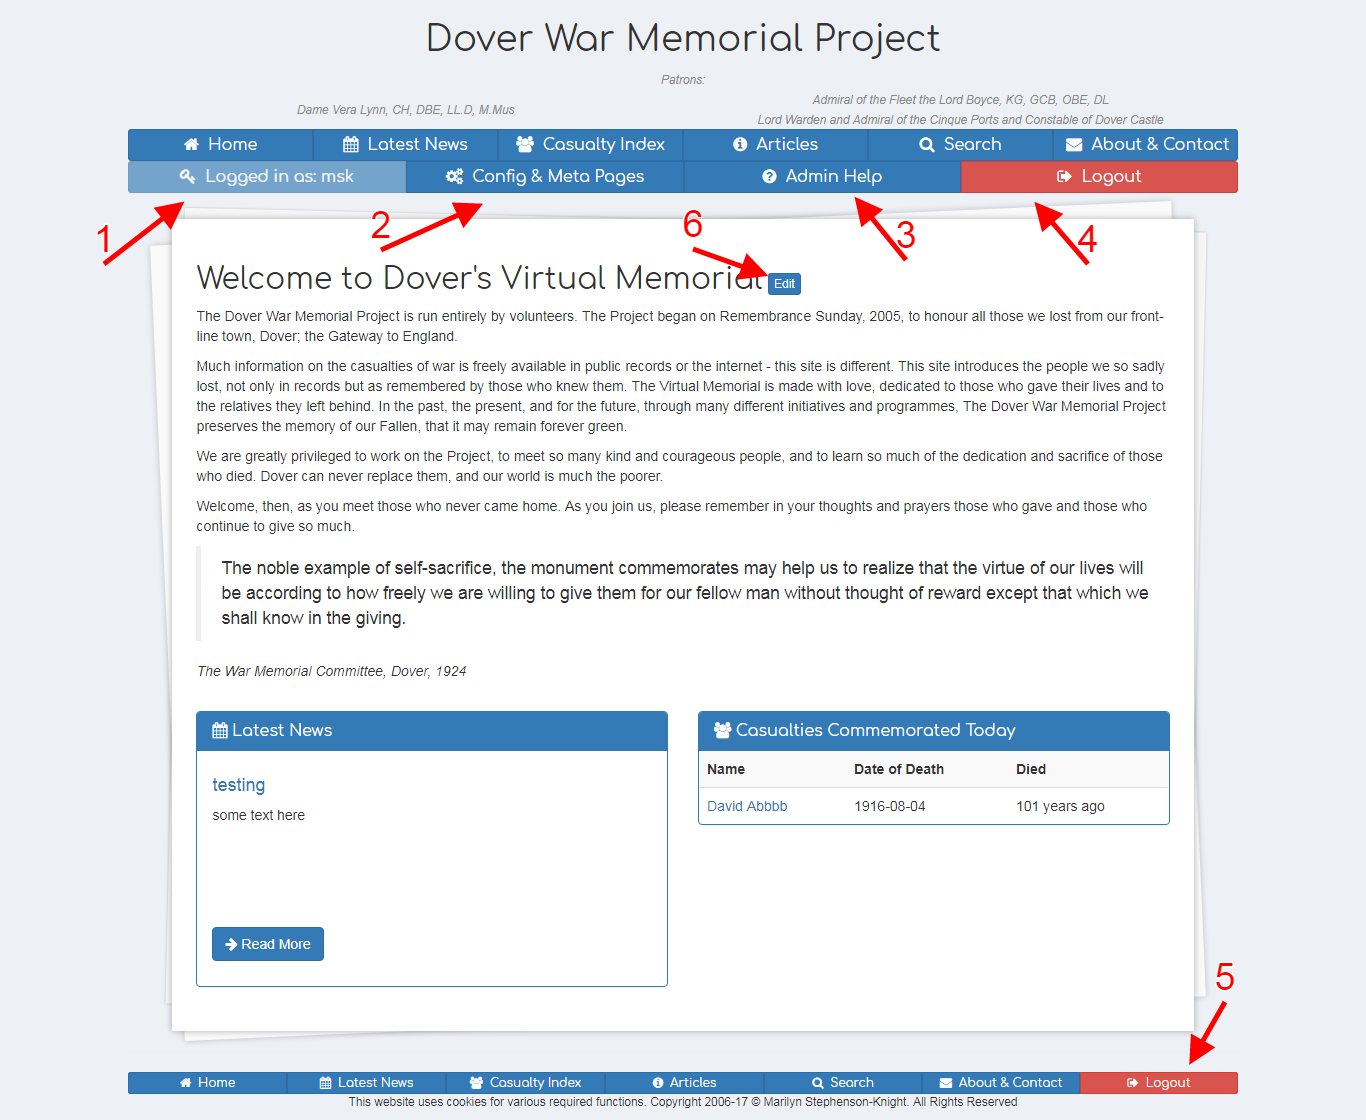 Dover War Memorial Project
Patrons:
Dame Vera Lynn, CH, DBE, LL.D, M.Mus
Admiral of the Fleet the Lord Boyce, KG, GCB, OBE, DL
Lord Warden and Admiral of the Cinque Ports and Constable of Dover Castle
Home Latest News Casualty Index Articles Search About & Contact
Logged in as: msk Config & Meta Pages Admin Help Logout
1
2
6
3
4
Welcome to Dover's Virtual Memorial Edit
The Dover War Memorial Project is run entirely by volunteers. The Project began on Remembrance Sunday, 2005, to honour all those we lost from our front-
line town, Dover; the Gateway to England.
Much information on the casualties of war is freely available in public records or the internet - this site is different. This site introduces the people we so sadly
lost, not only in records but as remembered by those who knew them. The Virtual Memorial is made with love, dedicated to those who gave their lives and to
the relatives they left behind. In the past, the present, and for the future, through many different initiatives and programmes, The Dover War Memorial Project
preserves the memory of our Fallen, that it may remain forever green.
We are greatly privileged to work on the Project, to meet so many kind and courageous people, and to learn so much of the dedication and sacrifice of those
who died. Dover can never replace them, and our world is much the poorer.
Welcome, then, as you meet those who never came home. As you join us, please remember in your thoughts and prayers those who gave and those who
continue to give so much.
The noble example of self-sacrifice, the monument commemorates may help us to realize that the virtue of our lives will
be according to how freely we are willing to give them for our fellow man without thought of reward except that which we
shall know in the giving.
The War Memorial Committee, Dover, 1924
Latest News
testing
some text here
Read More
Casualties Commemorated Today
Name Date of Death Died
David Abbbb 1916-08-04 101 years ago
5
Home Latest News Casualty Index Articles Search About & Contact Logout
This website uses cookies for various required functions. Copyright 2006-17 © Marilyn Stephenson-Knight. All Rights Reserved